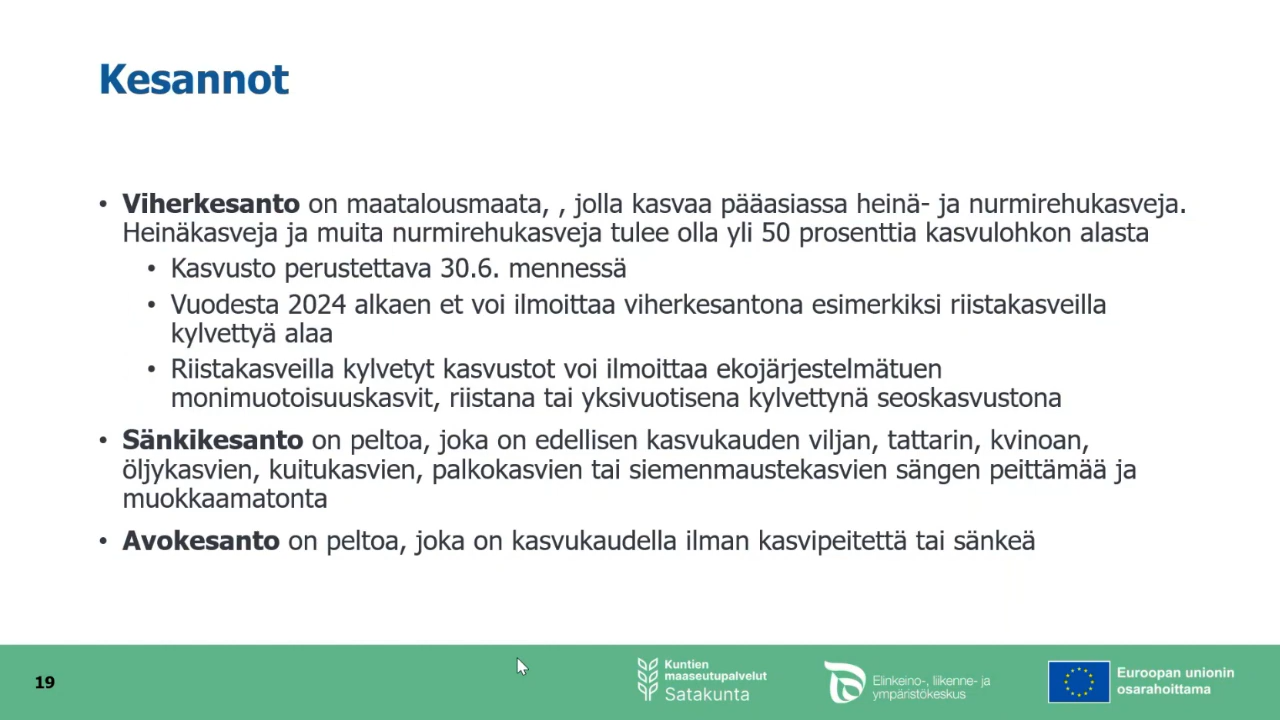 Kesannot
• Viherkesanto on maatalousmaata, , jolla kasvaa pääasiassa heinä- ja nurmirehukasveja.
Heinäkasveja ja muita nurmirehukasveja tulee olla yli 50 prosenttia kasvulohkon alasta
• Kasvusto perustettava 30.6. mennessä
• Vuodesta 2024 alkaen et voi ilmoittaa viherkesantona esimerkiksi riistakasveilla
kylvettyä alaa
• Riistakasveilla kylvetyt kasvustot voi ilmoittaa ekojärjestelmätuen
monimuotoisuuskasvit, riistana tai yksivuotisena kylvettynä seoskasvustona
• Sänkikesanto on peltoa, joka on edellisen kasvukauden viljan, tattarin, kvinoan,
öljykasvien, kuitukasvien, palkokasvien tai siemenmaustekasvien sängen peittämää ja
muokkaamatonta
• Avokesanto on peltoa, joka on kasvukaudella ilman kasvipeitettä tai sänkeä
19
Kuntien
maaseutupalvelut
Satakunta
Elinkeino-, liikenne- ja
ympäristökeskus
Euroopan unionin
osarahoittama